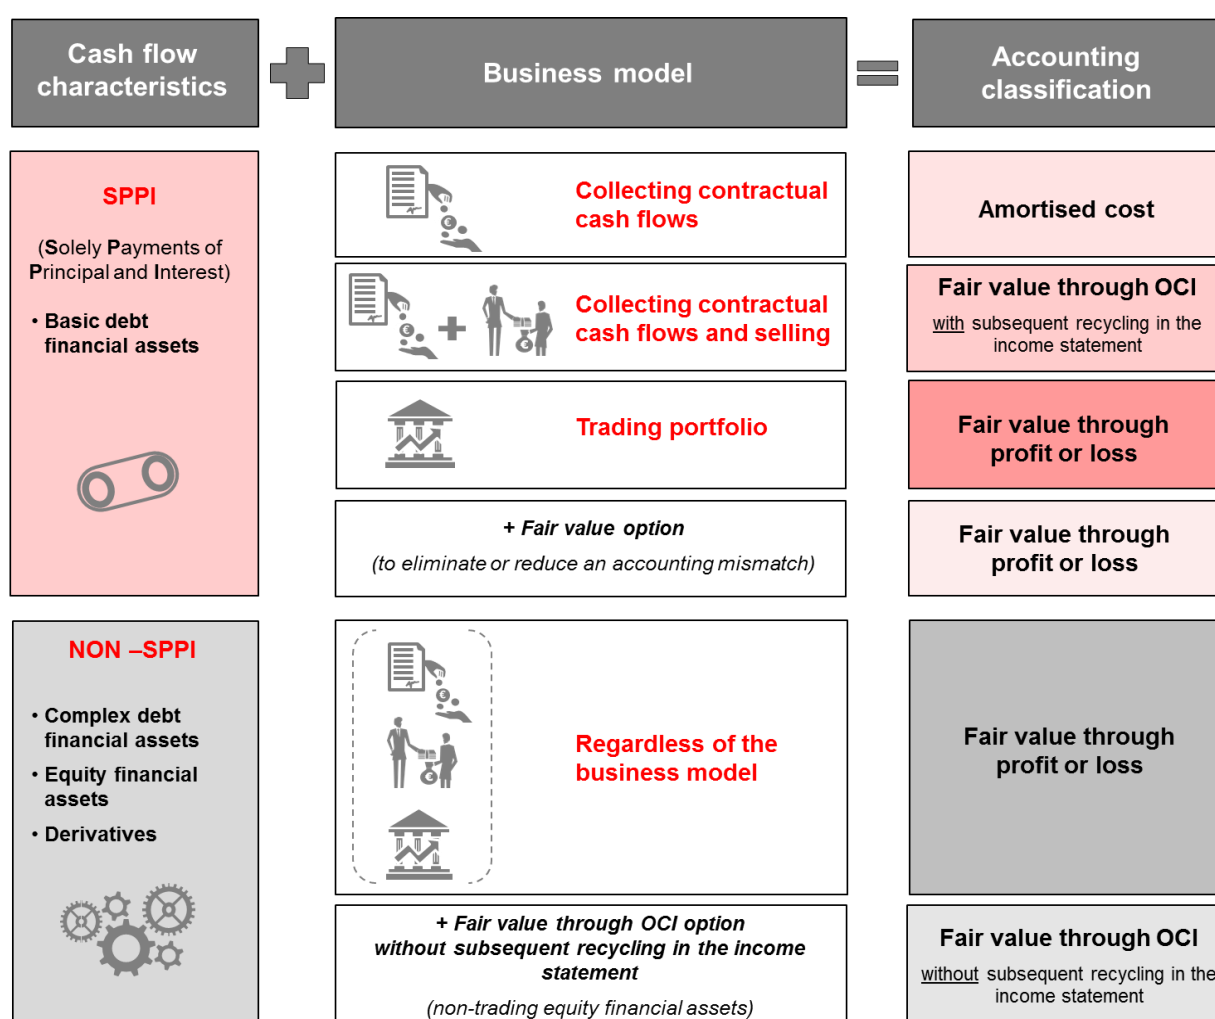 Cash flow
characteristics
Business model
Accounting
classification
SPPI
(Solely Payments of
Principal and Interest)
• Basic debt
financial assets
Collecting contractual
cash flows
Amortised cost
Collecting contractual
cash flows and selling
Fair value through OCI
with subsequent recycling in the
income statement
Trading portfolio
Fair value through
profit or loss
+ Fair value option
(to eliminate or reduce an accounting mismatch)
Fair value through
profit or loss
NON –SPPI
• Complex debt
financial assets
• Equity financial
assets
• Derivatives
Regardless of the
business model
Fair value through
profit or loss
+ Fair value through OCI option
without subsequent recycling in the income
statement
(non-trading equity financial assets)
Fair value through OCI
without subsequent recycling in the
income statement